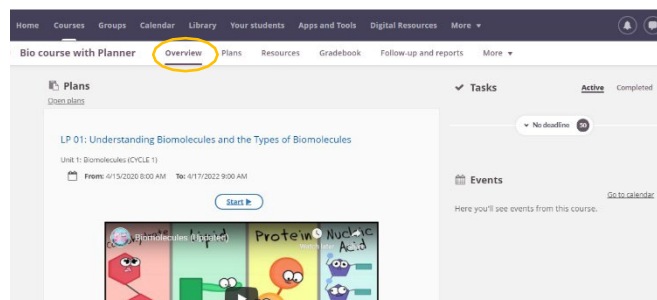 Home Courses Groups Calendar Library Your students Apps and Tools Digital Resources More
Bio course with Planner Overview Plans Resources Gradebook Follow-up and reports More
Plans
Open plans
LP 01: Understanding Biomolecules and the Types of Biomolecules
Unit 1: Biomolecules (CYCLE 1)
From: 4/15/2020 8:00 AM To: 4/17/2022 9:00 AM
Start
Biomolecules (Updated)
Lipid
Protein
Nucleic
Acid
Tasks Active Completed
No deadline 30
Events
Go to calendar
Here you'll see events from this course.